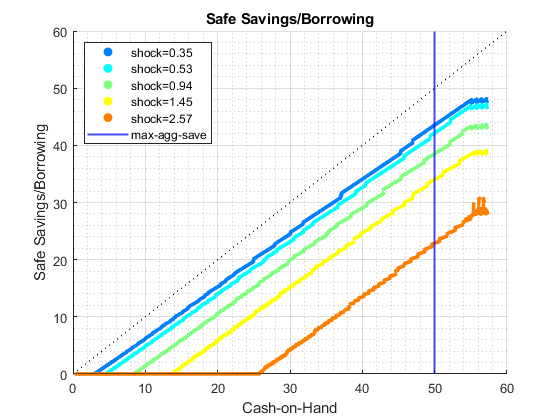 Safe Savings/Borrowing
60
50
40
30
20
10
0
Safe Savings/Borrowing
shock=0.35
shock=0.53
shock=0.94
shock=1.45
shock=2.57
max-agg-save
0 10 20 30 40 50 60
Cash-on-Hand